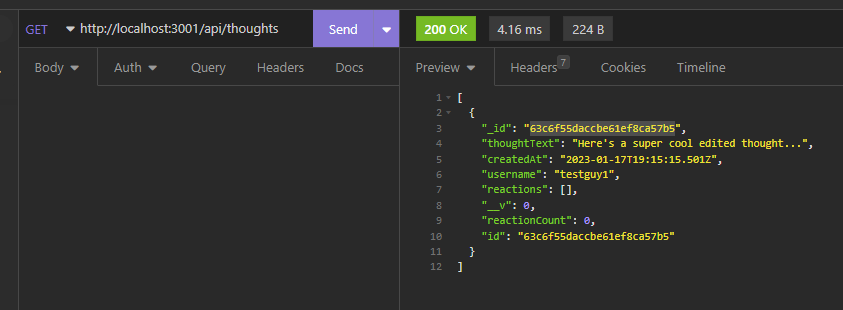 GET http://localhost:3001/api/thoughts Send 200 OK 4.16 ms 224 B
Body Auth Query Headers Docs Preview Headers 7 Cookies Timeline
1 [
2 {
3 "_id": "63c6f55daccbe61ef8ca57b5",
4 "thoughtText": "Here's a super cool edited thought...",
5 "createdAt": "2023-01-17T19:15:15.501Z",
6 "username": "testguy1",
7 "reactions": [],
8 "__v": 0,
9 "reactionCount": 0,
10 "id": "63c6f55daccbe61ef8ca57b5"
11 }
12 ]